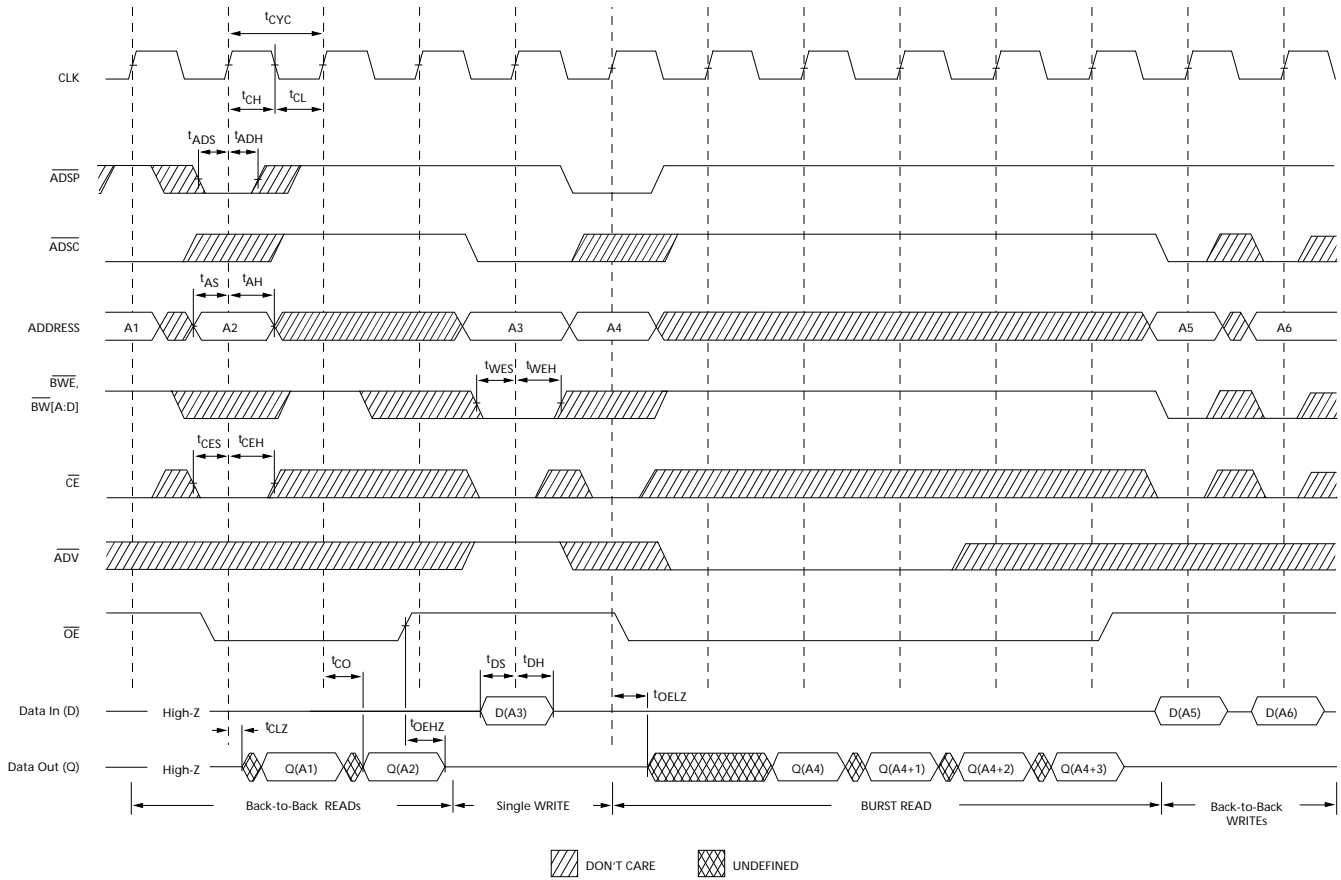 tCYC
CLK
tCH
tCL
tADS
tADH
ADSP
ADSC
tAS
tAH
ADDRESS
A1
A2
A3
A4
A5
A6
BWE,
tWES
tWEH
BW[A:D]
tCES
tCEH
CE
ADV
OE
tCO
tDS
tDH
tOELZ
Data In (D)
High-Z
D(A3)
D(A5)
D(A6)
tCLZ
tOEHZ
Data Out (Q)
High-Z
Q(A1)
Q(A2)
Q(A4)
Q(A4+1)
Q(A4+2)
Q(A4+3)
Back-to-Back READs
Single WRITE
BURST READ
Back-to-Back
WRITEs
DON'T CARE
UNDEFINED